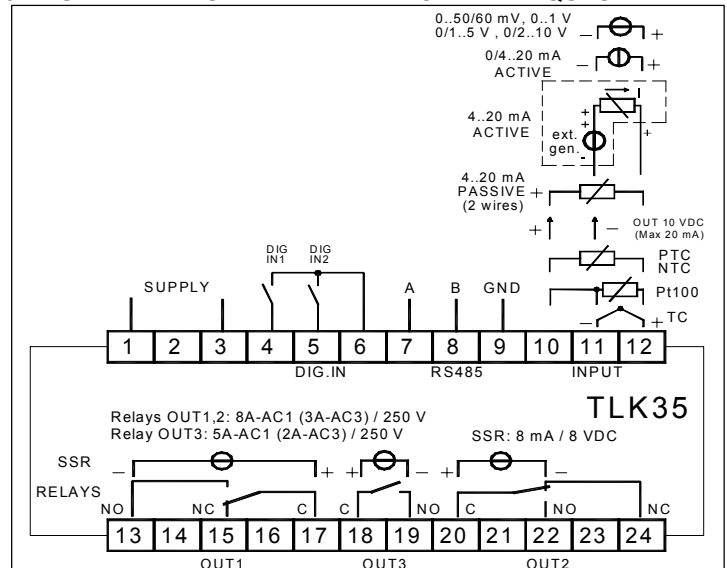 0..50/60 mV, 0..1 V
0/1..5 V , 0/2..10 V
- +
0/4..20 mA
ACTIVE
- +
4..20 mA
ACTIVE
ext.
gen.
+
+
-
I
+
4..20 mA
PASSIVE +
(2 wires)
+ -
OUT 10 VDC
(Max 20 mA)
PTC
NTC
Pt100
- + TC
SUPPLY
DIG
IN1
DIG
IN2
A B GND
1 2 3 4 5 6 7 8 9 10 11 12
DIG.IN RS485 INPUT
TLK35
Relays OUT1,2: 8A-AC1 (3A-AC3) / 250 V
Relay OUT3: 5A-AC1 (2A-AC3) / 250 V
SSR: 8 mA / 8 VDC
SSR - + + - + -
RELAYS
NO NC C C NO C NO NC
13 14 15 16 17 18 19 20 21 22 23 24
OUT1 OUT3 OUT2